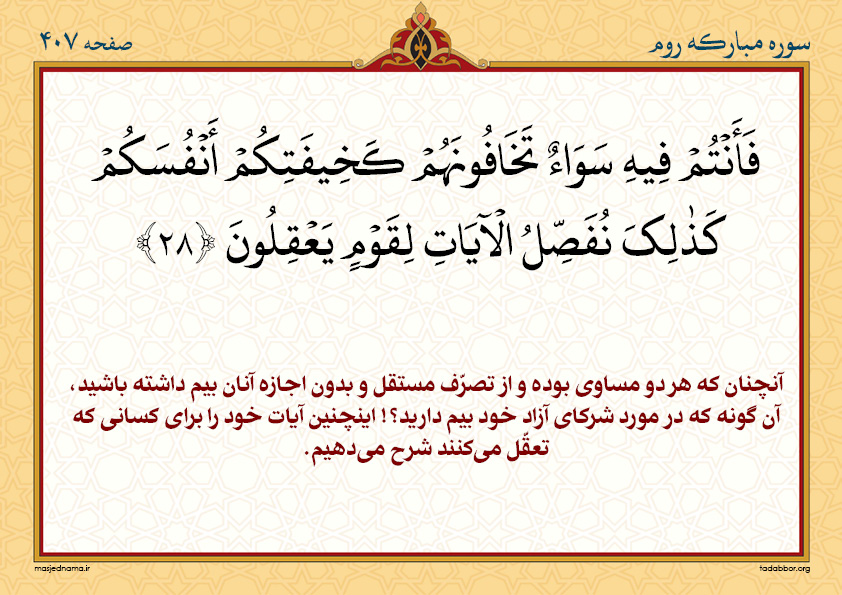 سوره مبارکه روم
صفحه ۴۰۷
فَأَنْتُمْ فِيهِ سَوَاءٌ تَخَافُونَهُمْ كَخِيفَتِكُمْ أَنْفُسَكُمْ
كَذٰلِكَ نُفَصِّلُ الْآيَاتِ لِقَوْمٍ يَعْقِلُونَ ﴿۲۸﴾
آنچنان که هر دو مساوی بوده و از تصرّف مستقل و بدون اجازه آنان بیم داشته باشید،
آن گونه که در مورد شرکای آزاد خود بیم دارید؟! اینچنین آیات خود را برای کسانی که
تعقّل می‌کنند شرح می‌دهیم.
masjednama.ir
tadabbor.org